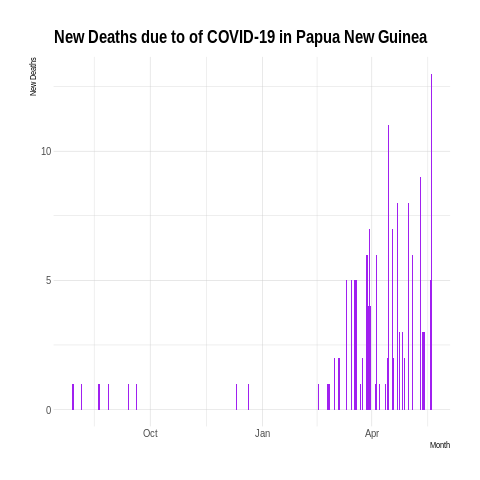 New Deaths due to of COVID-19 in Papua New Guinea
New Deaths
10
5
0
Oct
Jan
Apr
Month